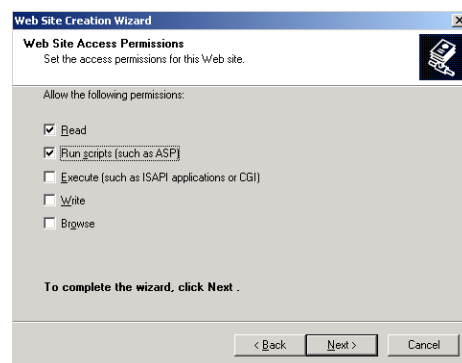 Web Site Creation Wizard
Web Site Access Permissions
Set the access permissions for this Web site.
Allow the following permissions:
Read
Run scripts (such as ASP)
Execute (such as ISAPI applications or CGI)
Write
Browse
To complete the wizard, click Next .
< Back Next > Cancel